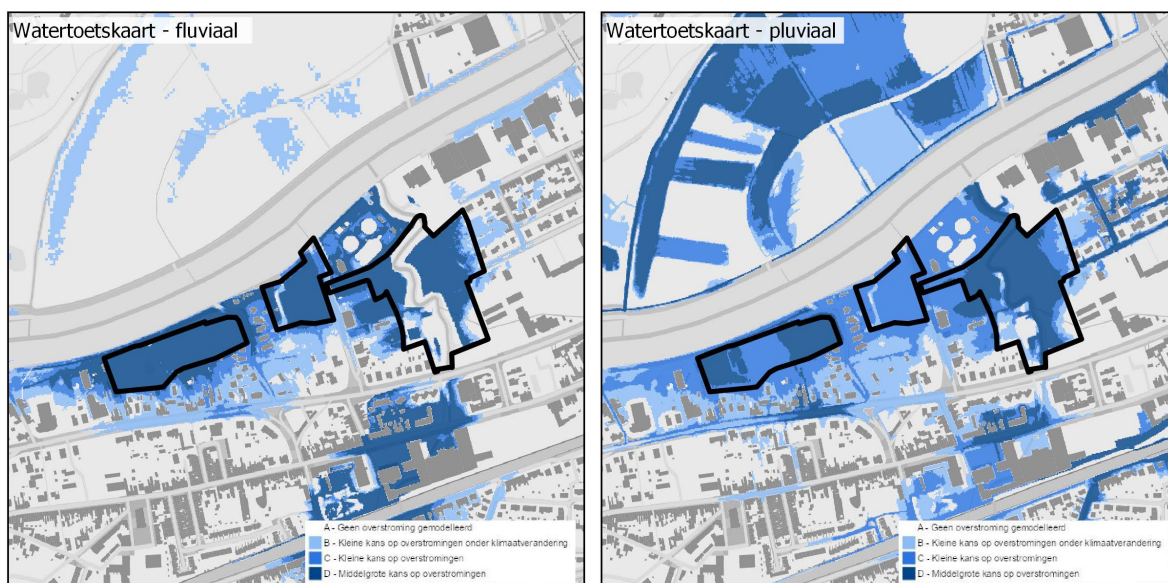 Watertoetskaart - fluviaal
A - Geen overstroming gemodelleerd
B - Kleine kans op overstromingen onder klimaatverandering
C - Kleine kans op overstromingen
D - Middelgrote kans op overstromingen
Watertoetskaart - pluviaal
A - Geen overstroming gemodelleerd
B - Kleine kans op overstromingen onder klimaatverandering
C - Kleine kans op overstromingen
D - Middelgrote kans op overstromingen